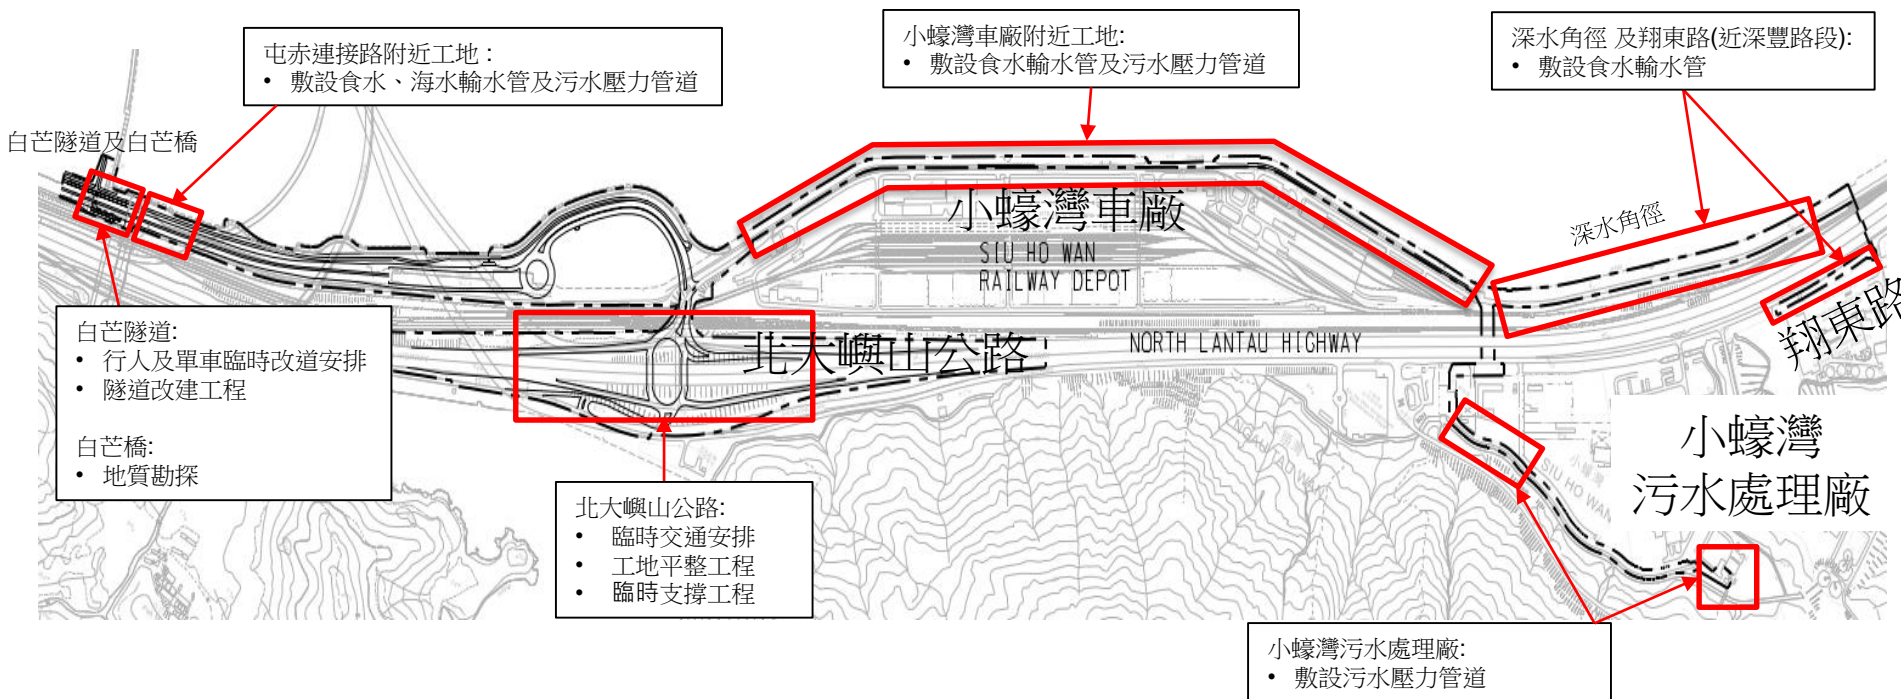 屯赤連接路附近工地：
• 敷設食水、海水輸水管及污水壓力管道
小蠔灣車廠附近工地:
• 敷設食水輸水管及污水壓力管道
深水角徑 及翔東路(近深豐路段):
• 敷設食水輸水管
白芒隧道及白芒橋
小蠔灣車廠
SIU HO WAN
RAILWAY DEPOT
深水角徑
翔東路
北大嶼山公路
NORTH LANTAU HIGHWAY
白芒隧道:
• 行人及單車臨時改道安排
• 隧道改建工程
白芒橋:
• 地質勘探
小蠔灣
污水處理廠
SIU HO WAN
北大嶼山公路:
• 臨時交通安排
• 工地平整工程
• 臨時支撐工程
小蠔灣污水處理廠:
• 敷設污水壓力管道